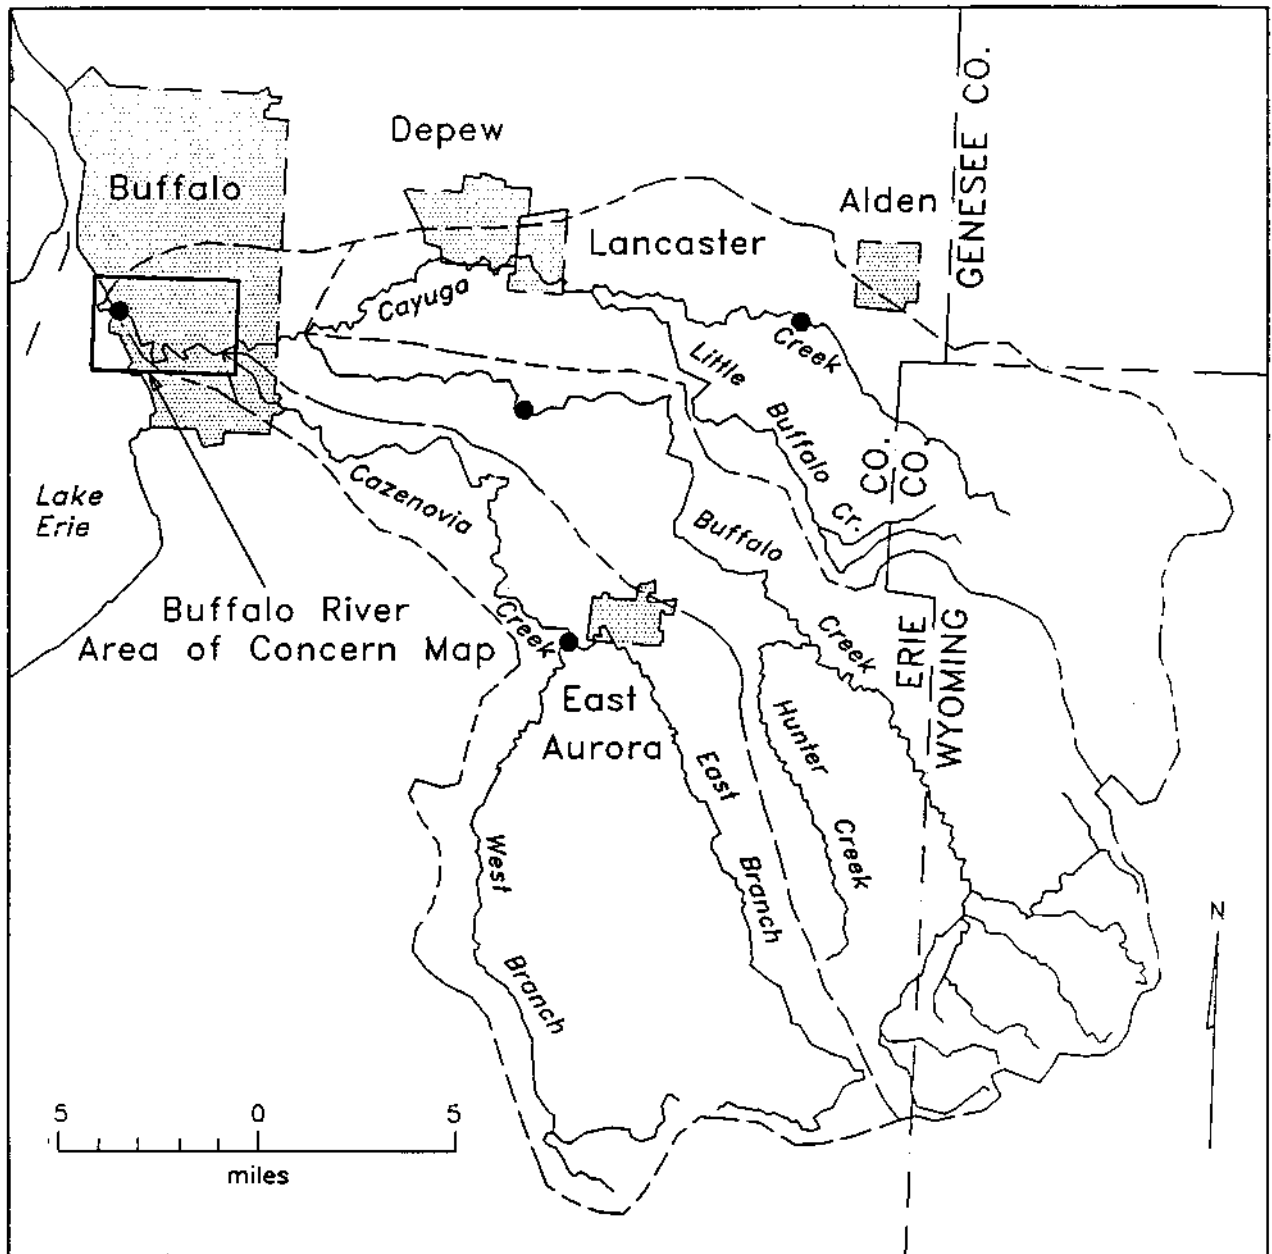 GENESEE CO.
Depew
Buffalo
Alden
Lancaster
Cayuga
Creek
Little
Buffalo
Cr.
CO.
CO.
Lake
Erie
Cazenovia
Creek
Buffalo
Creek
Buffalo River
Area of Concern Map
ERIE
WYOMING
East
Aurora
Hunter
Creek
East
Branch
West
Branch
N
5 0 5
miles